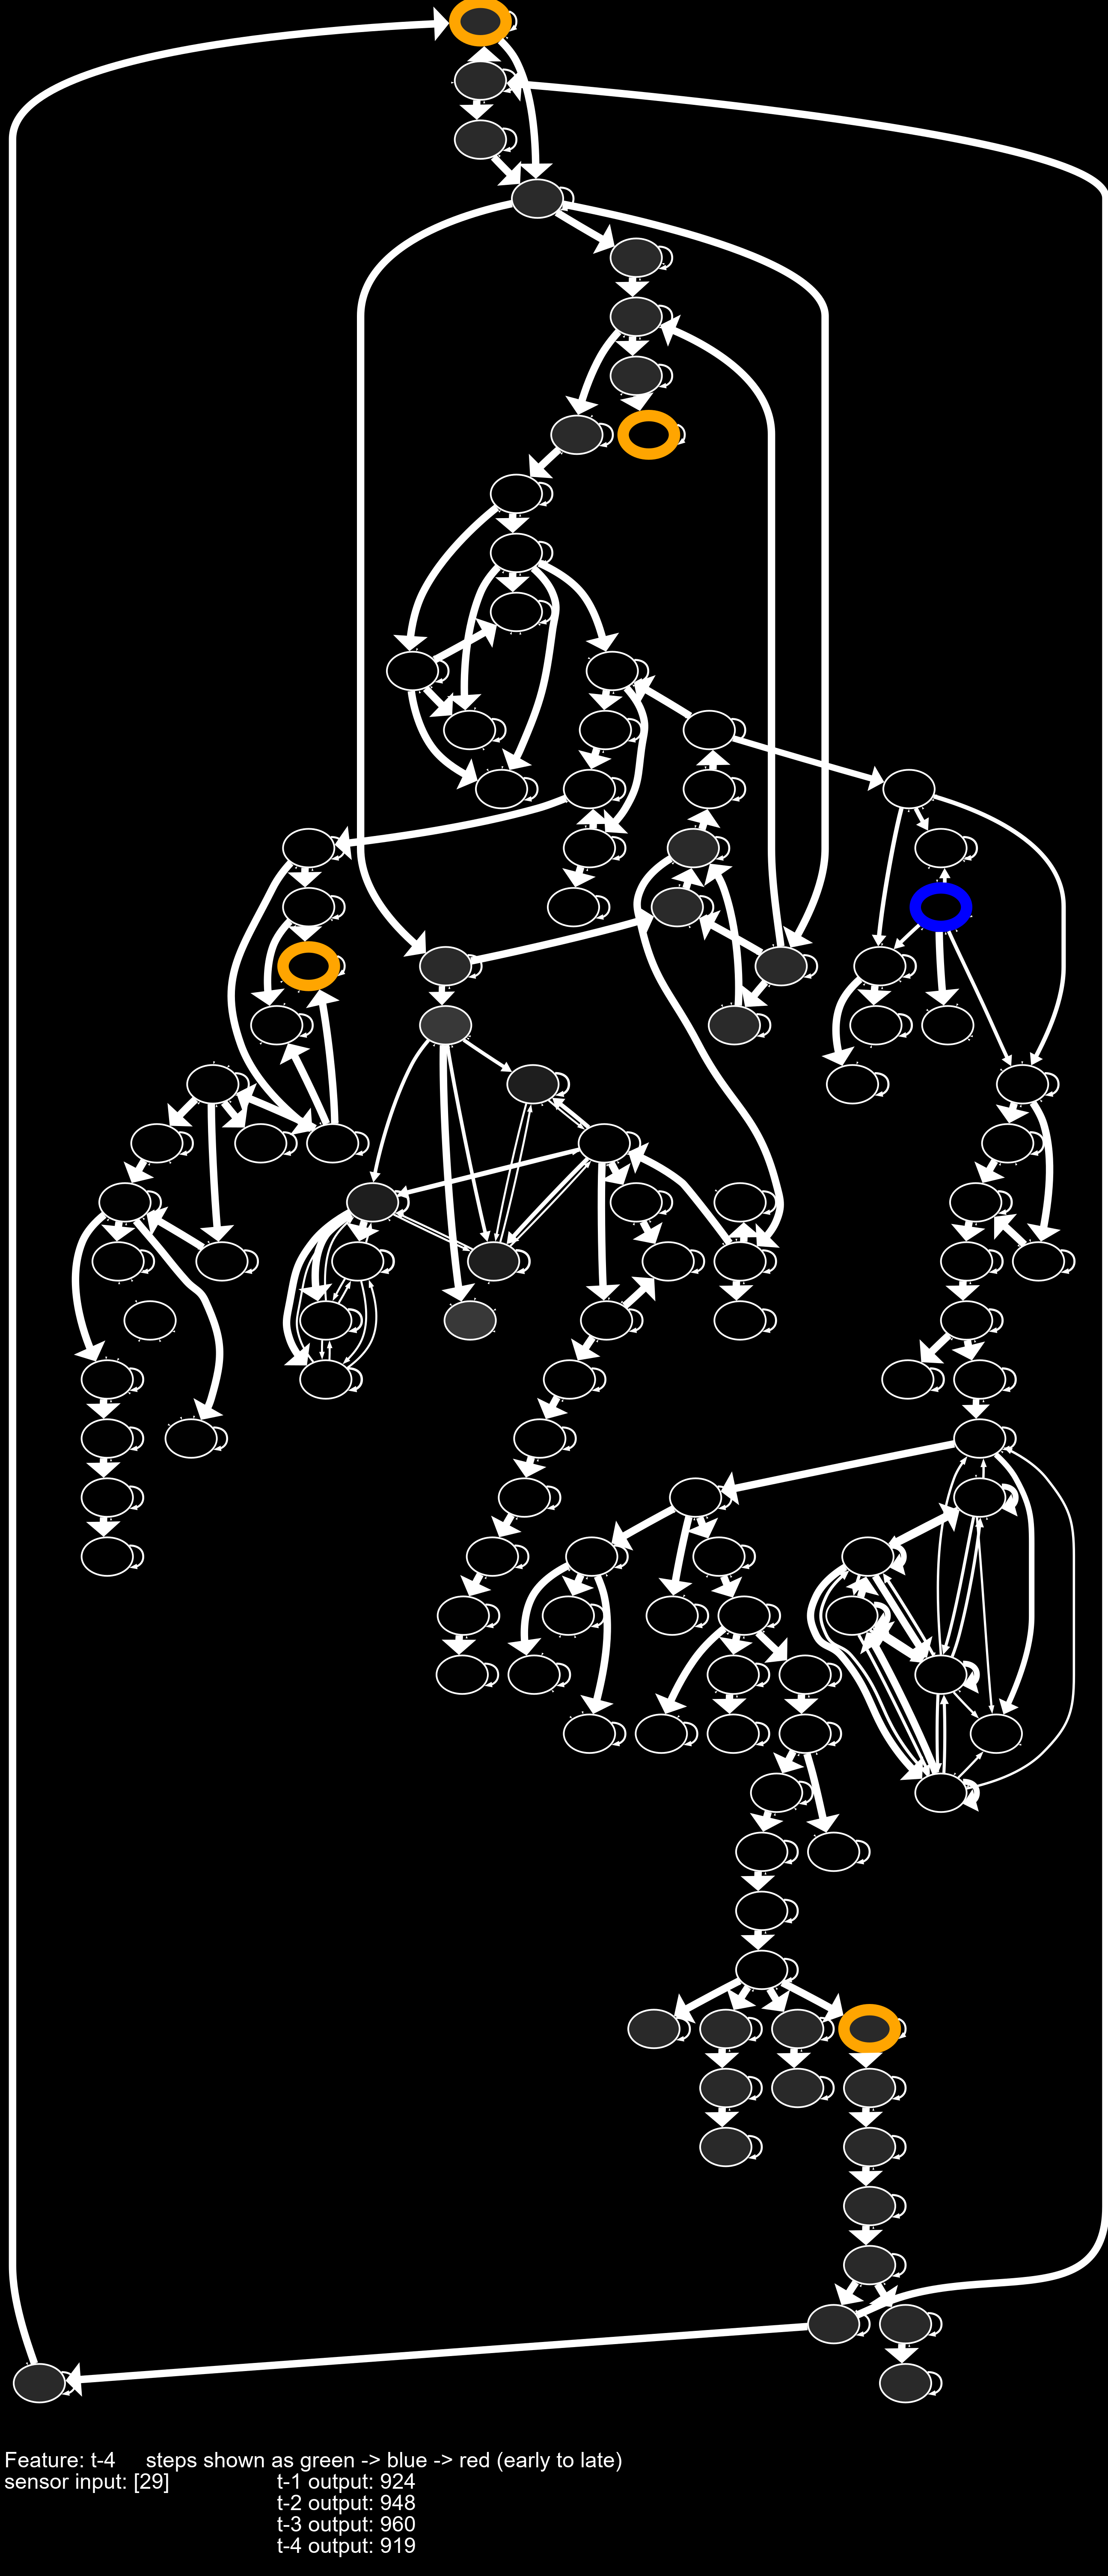 Feature: t-4 steps shown as green -> blue -> red (early to late)
sensor input: [29] t-1 output: 924
t-2 output: 948
t-3 output: 960
t-4 output: 919